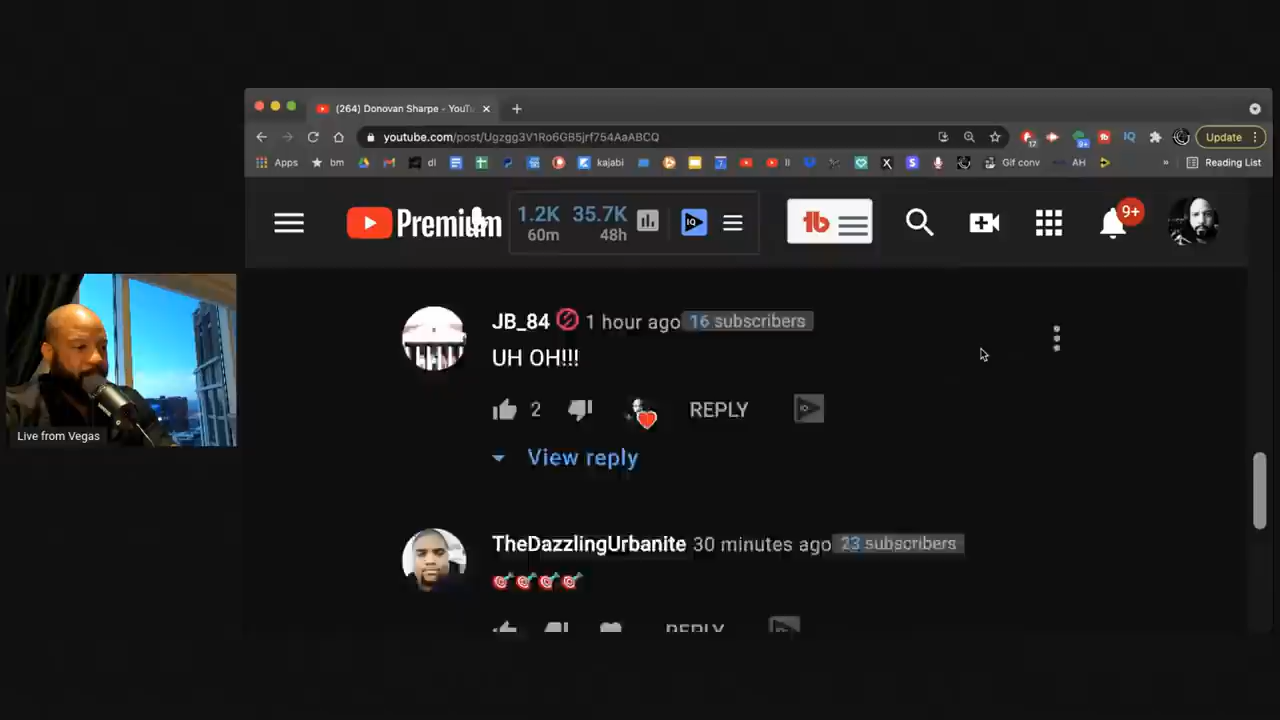 (264) Donovan Sharpe - YouTu
youtube.com/post/Ugzgg3V1Ro6GB5jrf754AaABCQ
Update
Apps
bm
dl
kajabi
ll
Gif conv
AH
Reading List
Premium
1.2K 35.7K
60m 48h
9+
JB_84 1 hour ago 16 subscribers
UH OH!!!
2 REPLY
View reply
TheDazzlingUrbanite 30 minutes ago 23 subscribers
REPLY
Live from Vegas